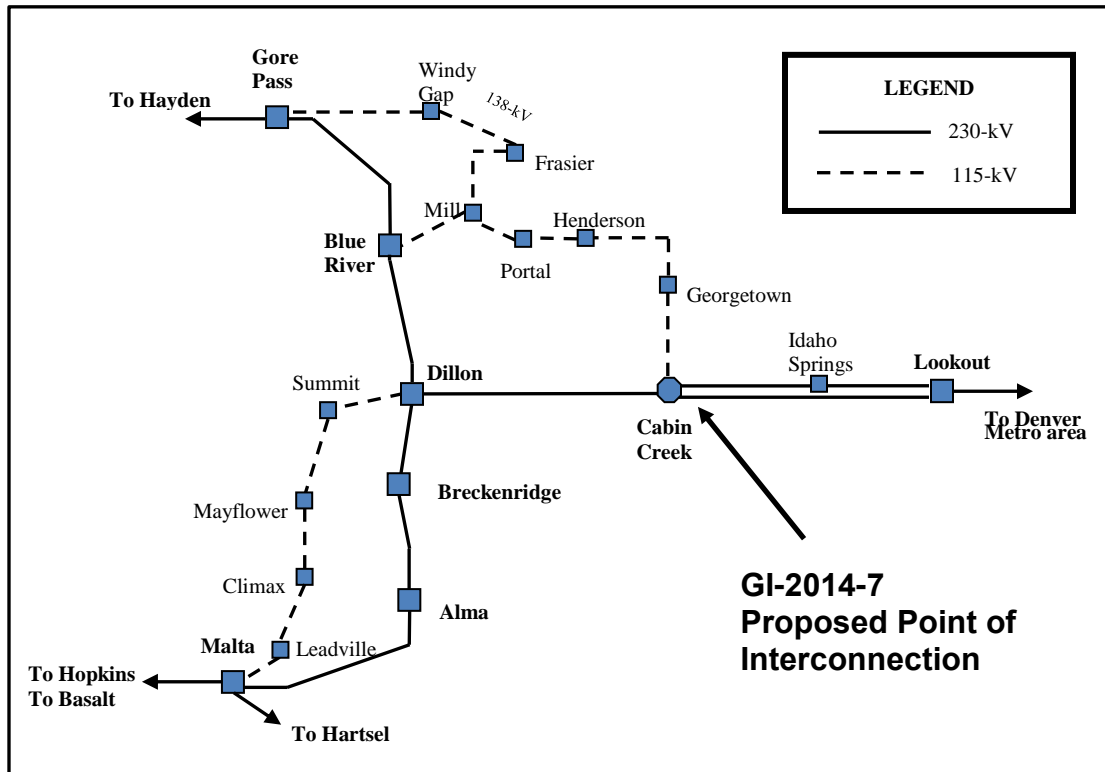 Gore
Pass
Windy
Gap
138-kV
To Hayden
Frasier
LEGEND
230-kV
115-kV
Mill
Henderson
Portal
Blue
River
Georgetown
Idaho
Springs
Lookout
Summit
Dillon
Cabin
Creek
To Denver
Metro area
Breckenridge
Mayflower
Climax
Alma
GI-2014-7
Proposed Point of
Interconnection
Malta
Leadville
To Hopkins
To Basalt
To Hartsel